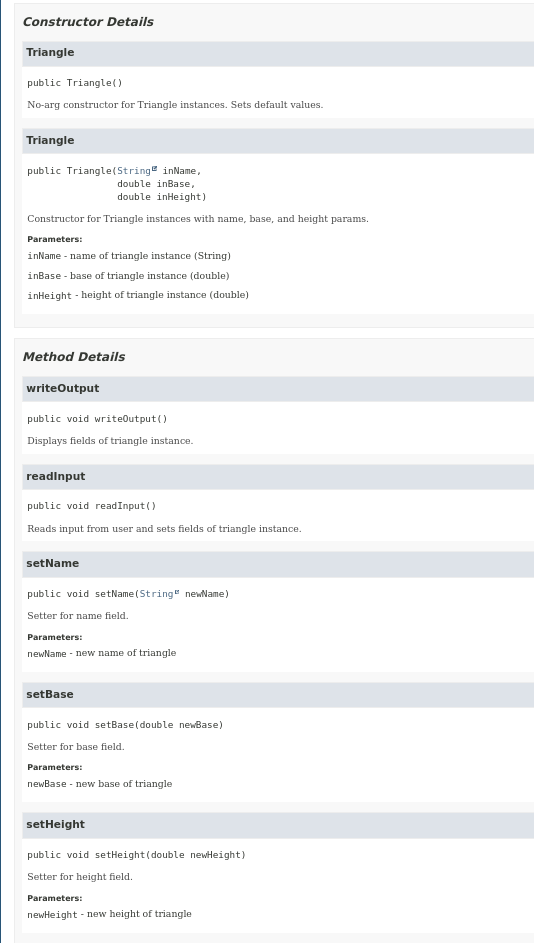 Constructor Details
Triangle
public Triangle()
No-arg constructor for Triangle instances. Sets default values.
Triangle
public Triangle(String inName,
double inBase,
double inHeight)
Constructor for Triangle instances with name, base, and height params.
Parameters:
inName - name of triangle instance (String)
inBase - base of triangle instance (double)
inHeight - height of triangle instance (double)
Method Details
writeOutput
public void writeOutput()
Displays fields of triangle instance.
readInput
public void readInput()
Reads input from user and sets fields of triangle instance.
setName
public void setName(String newName)
Setter for name field.
Parameters:
newName - new name of triangle
setBase
public void setBase(double newBase)
Setter for base field.
Parameters:
newBase - new base of triangle
setHeight
public void setHeight(double newHeight)
Setter for height field.
Parameters:
newHeight - new height of triangle